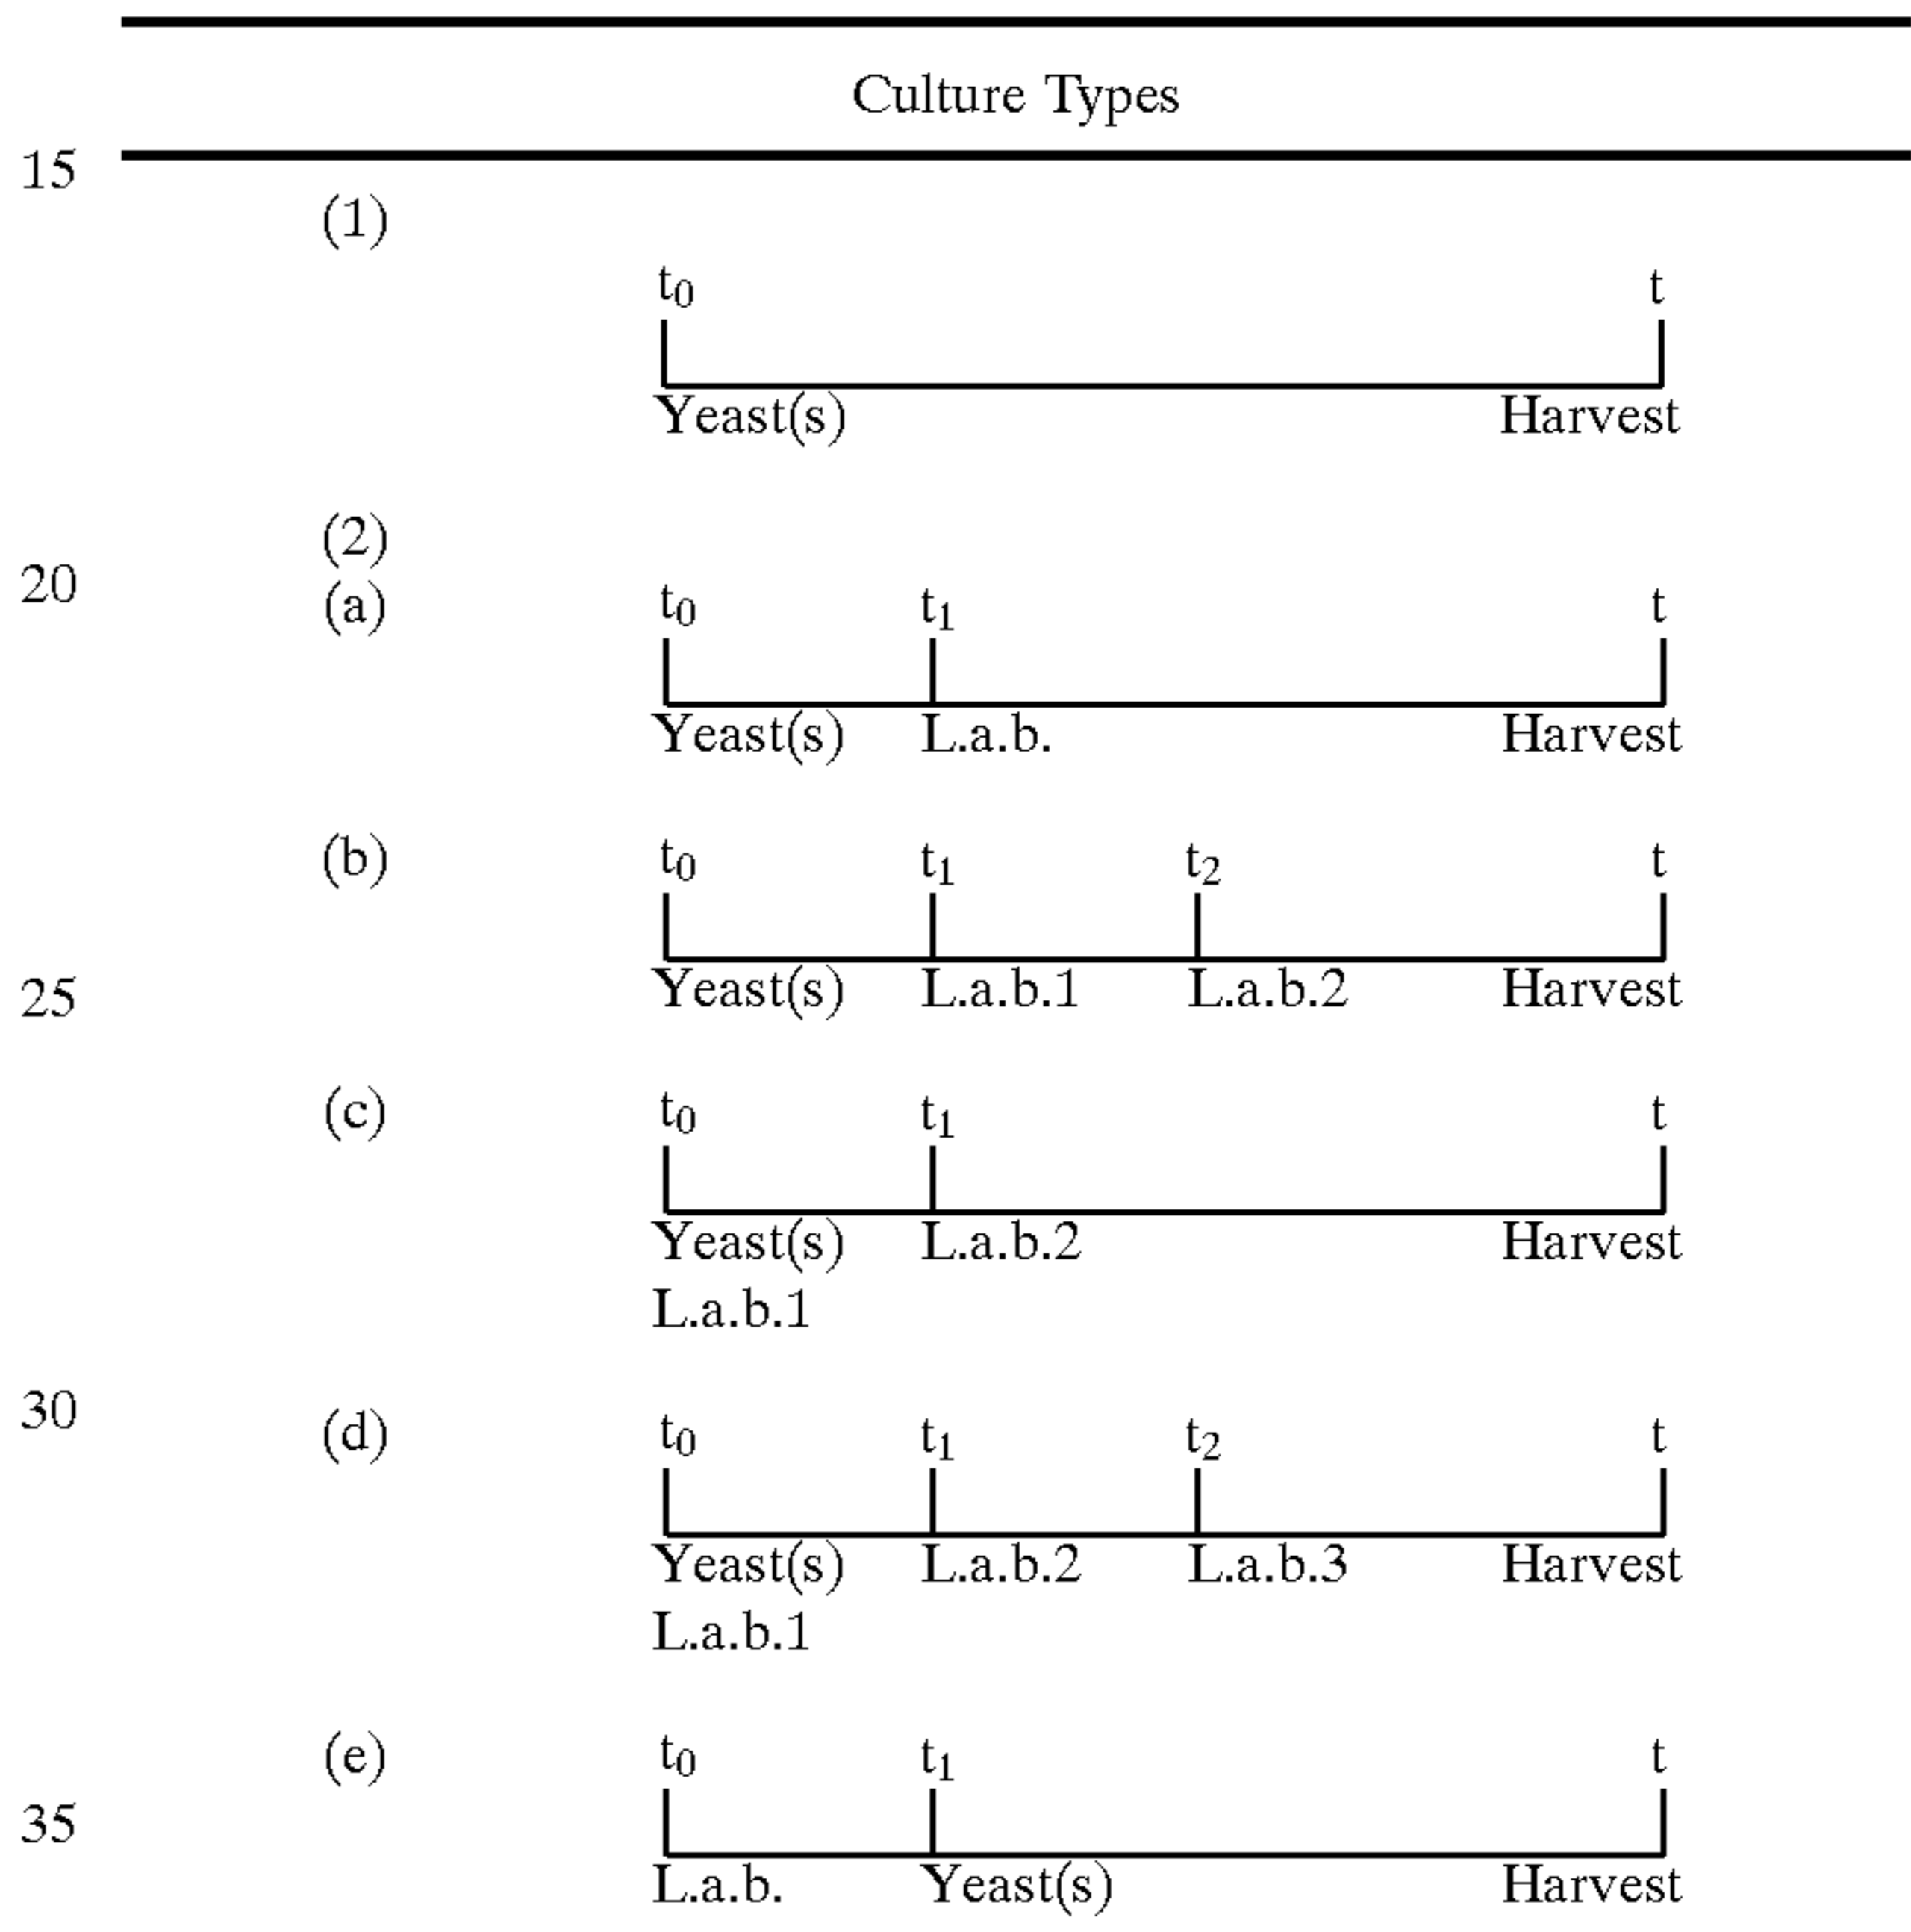 Culture Types
15
(1)
t0 t
Yeast(s) Harvest
(2)
20
(a) t0 t1 t
Yeast(s) L.a.b. Harvest
(b) t0 t1 t2 t
25 Yeast(s) L.a.b.1 L.a.b.2 Harvest
(c) t0 t1 t
Yeast(s) L.a.b.2 Harvest
L.a.b.1
30
(d) t0 t1 t2 t
Yeast(s) L.a.b.2 L.a.b.3 Harvest
L.a.b.1
(e) t0 t1 t
35
L.a.b. Yeast(s) Harvest